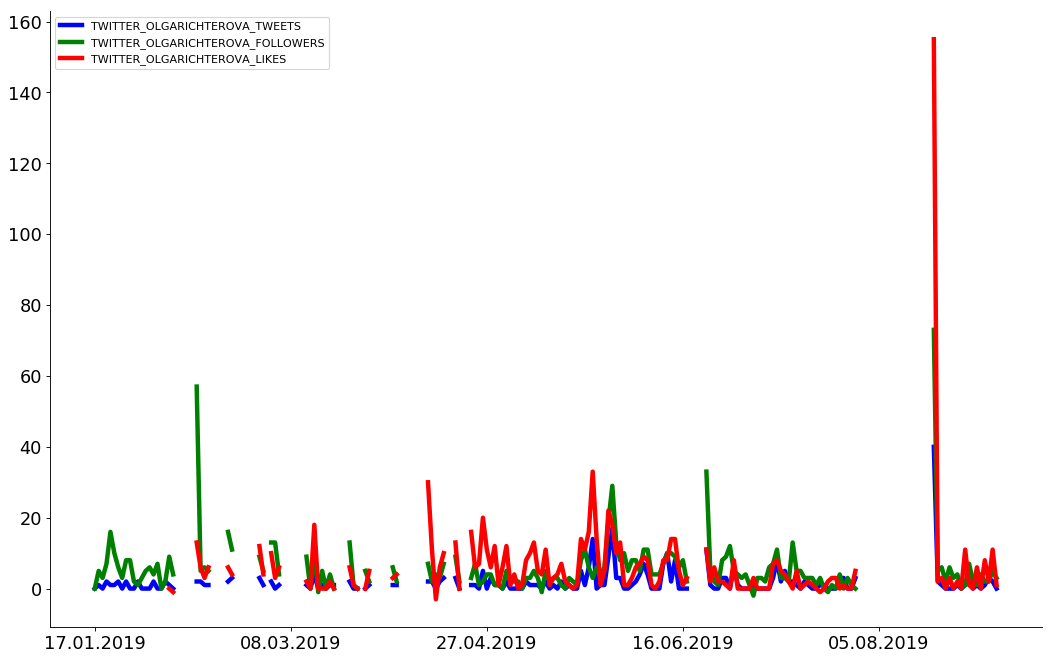 160
TWITTER_OLGARICHTEROVA_TWEETS
TWITTER_OLGARICHTEROVA_FOLLOWERS
TWITTER_OLGARICHTEROVA_LIKES
140
120
100
80
60
40
20
0
17.01.2019 08.03.2019 27.04.2019 16.06.2019 05.08.2019